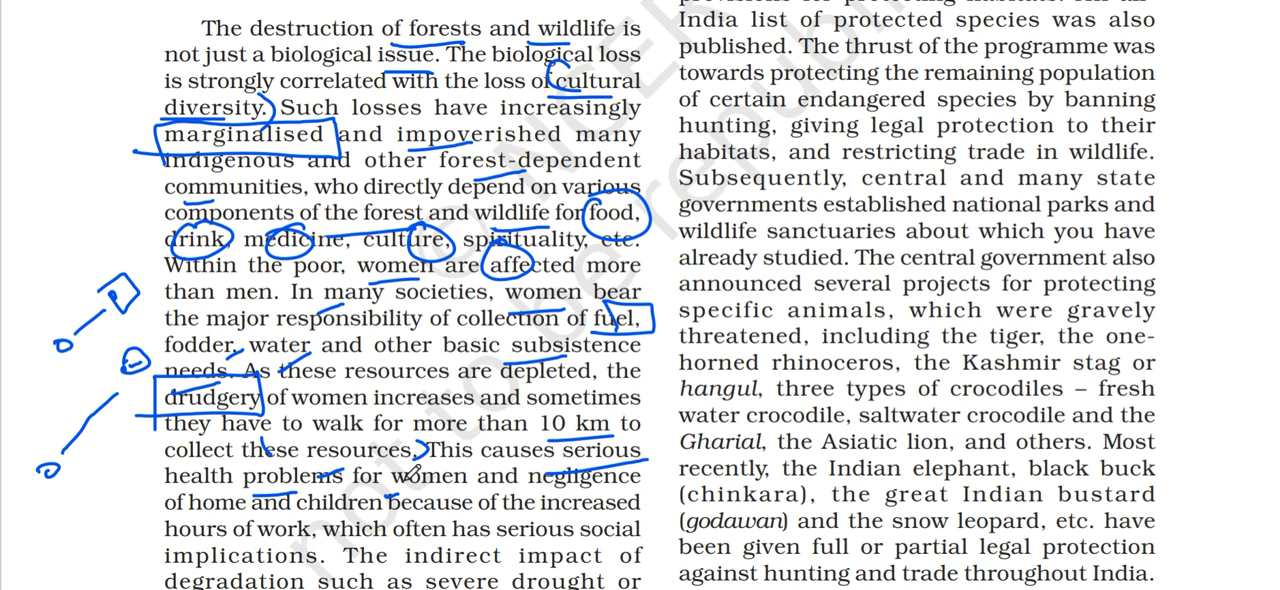 The destruction of forests and wildlife is
not just a biological issue. The biological loss
is strongly correlated with the loss of cultural
diversity. Such losses have increasingly
marginalised and impoverished many
indigenous and other forest-dependent
communities, who directly depend on various
components of the forest and wildlife for food,
drink, medicine, culture, spirituality, etc.
Within the poor, women are affected more
than men. In many societies, women bear
the major responsibility of collection of fuel,
fodder, water and other basic subsistence
needs. As these resources are depleted, the
drudgery of women increases and sometimes
they have to walk for more than 10 km to
collect these resources. This causes serious
health problems for women and negligence
of home and children because of the increased
hours of work, which often has serious social
implications. The indirect impact of
degradation such as severe drought or
India list of protected species was also
published. The thrust of the programme was
towards protecting the remaining population
of certain endangered species by banning
hunting, giving legal protection to their
habitats, and restricting trade in wildlife.
Subsequently, central and many state
governments established national parks and
wildlife sanctuaries about which you have
already studied. The central government also
announced several projects for protecting
specific animals, which were gravely
threatened, including the tiger, the one-
horned rhinoceros, the Kashmir stag or
hangul, three types of crocodiles – fresh
water crocodile, saltwater crocodile and the
Gharial, the Asiatic lion, and others. Most
recently, the Indian elephant, black buck
(chinkara), the great Indian bustard
(godawan) and the snow leopard, etc. have
been given full or partial legal protection
against hunting and trade throughout India.
© NCERT
not to be republ